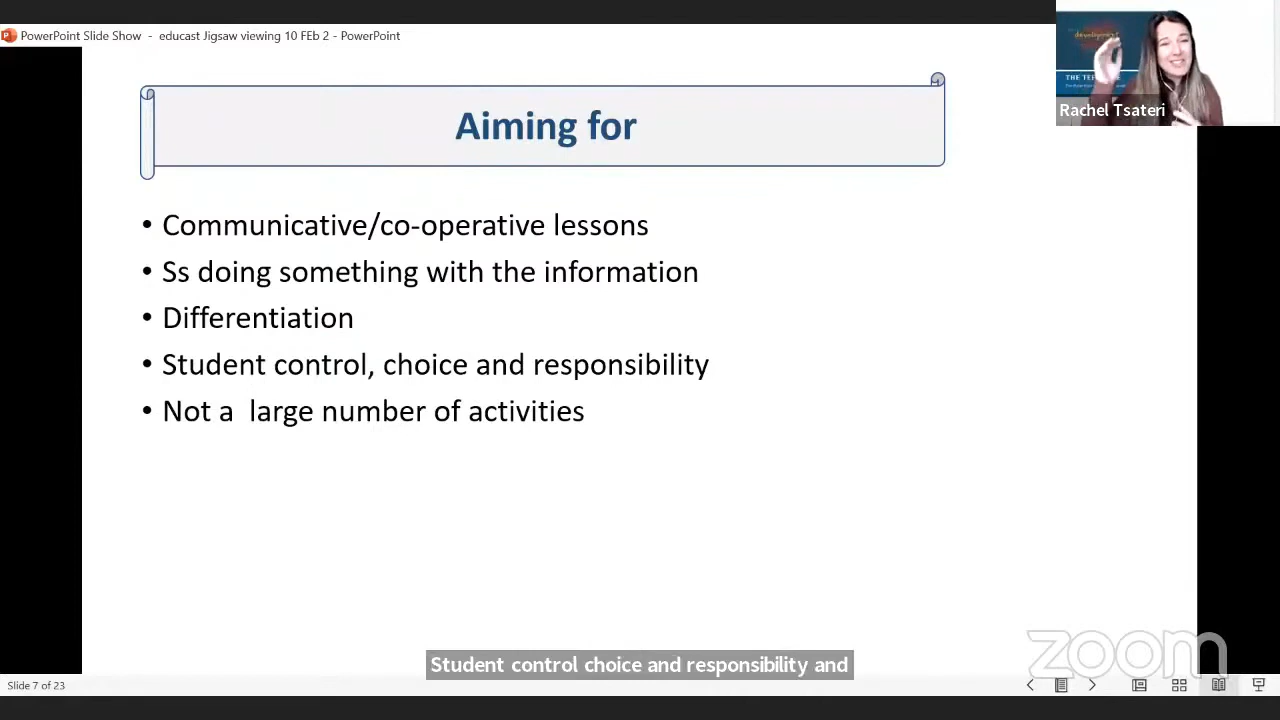 PowerPoint Slide Show - educast Jigsaw viewing 10 FEb 2 - PowerPoint
Rachel Tsateri
Aiming for
• Communicative/co-operative lessons
• Ss doing something with the information
• Differentiation
• Student control, choice and responsibility
• Not a  large number of activities
zoom
Student control choice and responsibility and
Slide 7 of 23